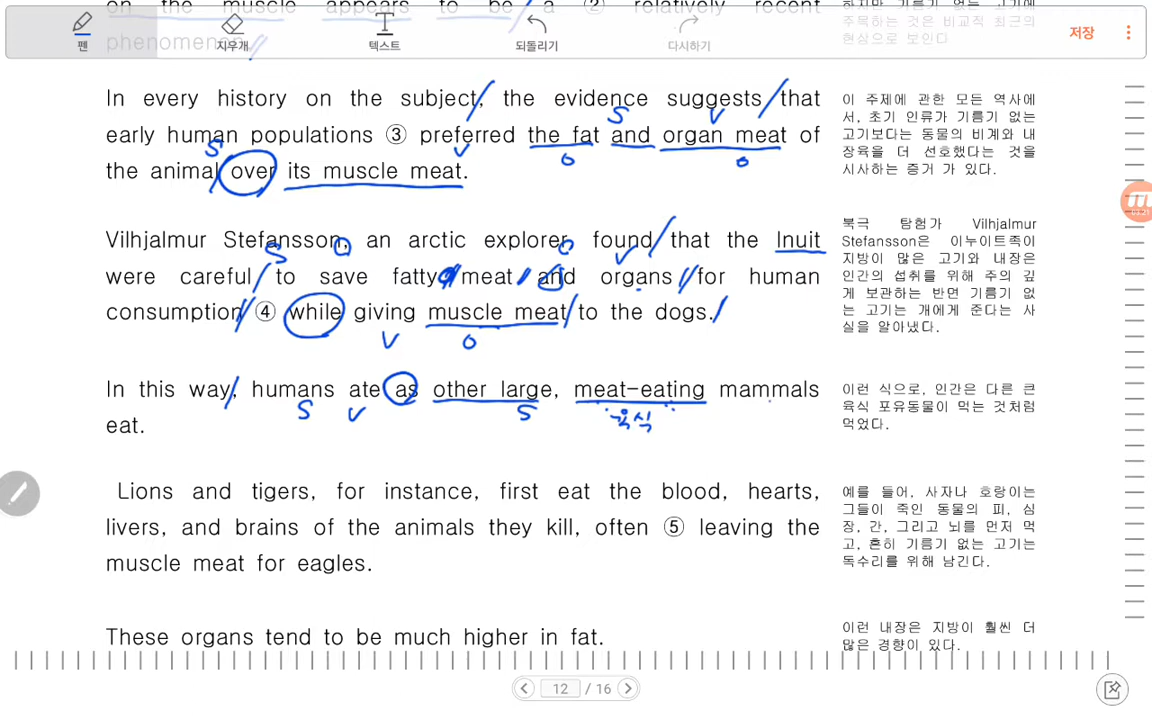 on the muscle appears to be a ② relatively recent
phenomenon
펜
지우개
텍스트
되돌리기
다시하기
저장
주목하는 것은 비교적 최근의
현상으로 보인다
In every history on the subject, the evidence suggests that
early human populations ③ preferred the fat and organ meat of
the animal over its muscle meat.
S V
S V O O
이 주제에 관한 모든 역사에
서, 초기 인류가 기름기 없는
고기보다는 동물의 비계와 내
장육을 더 선호했다는 것을
시사하는 증거 가 있다.
Vilhjalmur Stefansson, an arctic explorer, found that the Inuit
were careful to save fatty meat and organs for human
consumption ④ while giving muscle meat to the dogs.
S V
V O
북극 탐험가 Vilhjalmur
Stefansson은 이누이트족이
지방이 많은 고기와 내장은
인간의 섭취를 위해 주의 깊
게 보관하는 반면 기름기 없
는 고기는 개에게 준다는 사
실을 알아냈다.
In this way, humans ate as other large, meat-eating mammals
eat.
S V S 육식
이런 식으로, 인간은 다른 큰
육식 포유동물이 먹는 것처럼
먹었다.
Lions and tigers, for instance, first eat the blood, hearts,
livers, and brains of the animals they kill, often ⑤ leaving the
muscle meat for eagles.
예를 들어, 사자나 호랑이는
그들이 죽인 동물의 피, 심
장, 간, 그리고 뇌를 먼저 먹
고, 흔히 기름기 없는 고기는
독수리를 위해 남긴다.
These organs tend to be much higher in fat.
이런 내장은 지방이 훨씬 더
많은 경향이 있다.
12 / 16